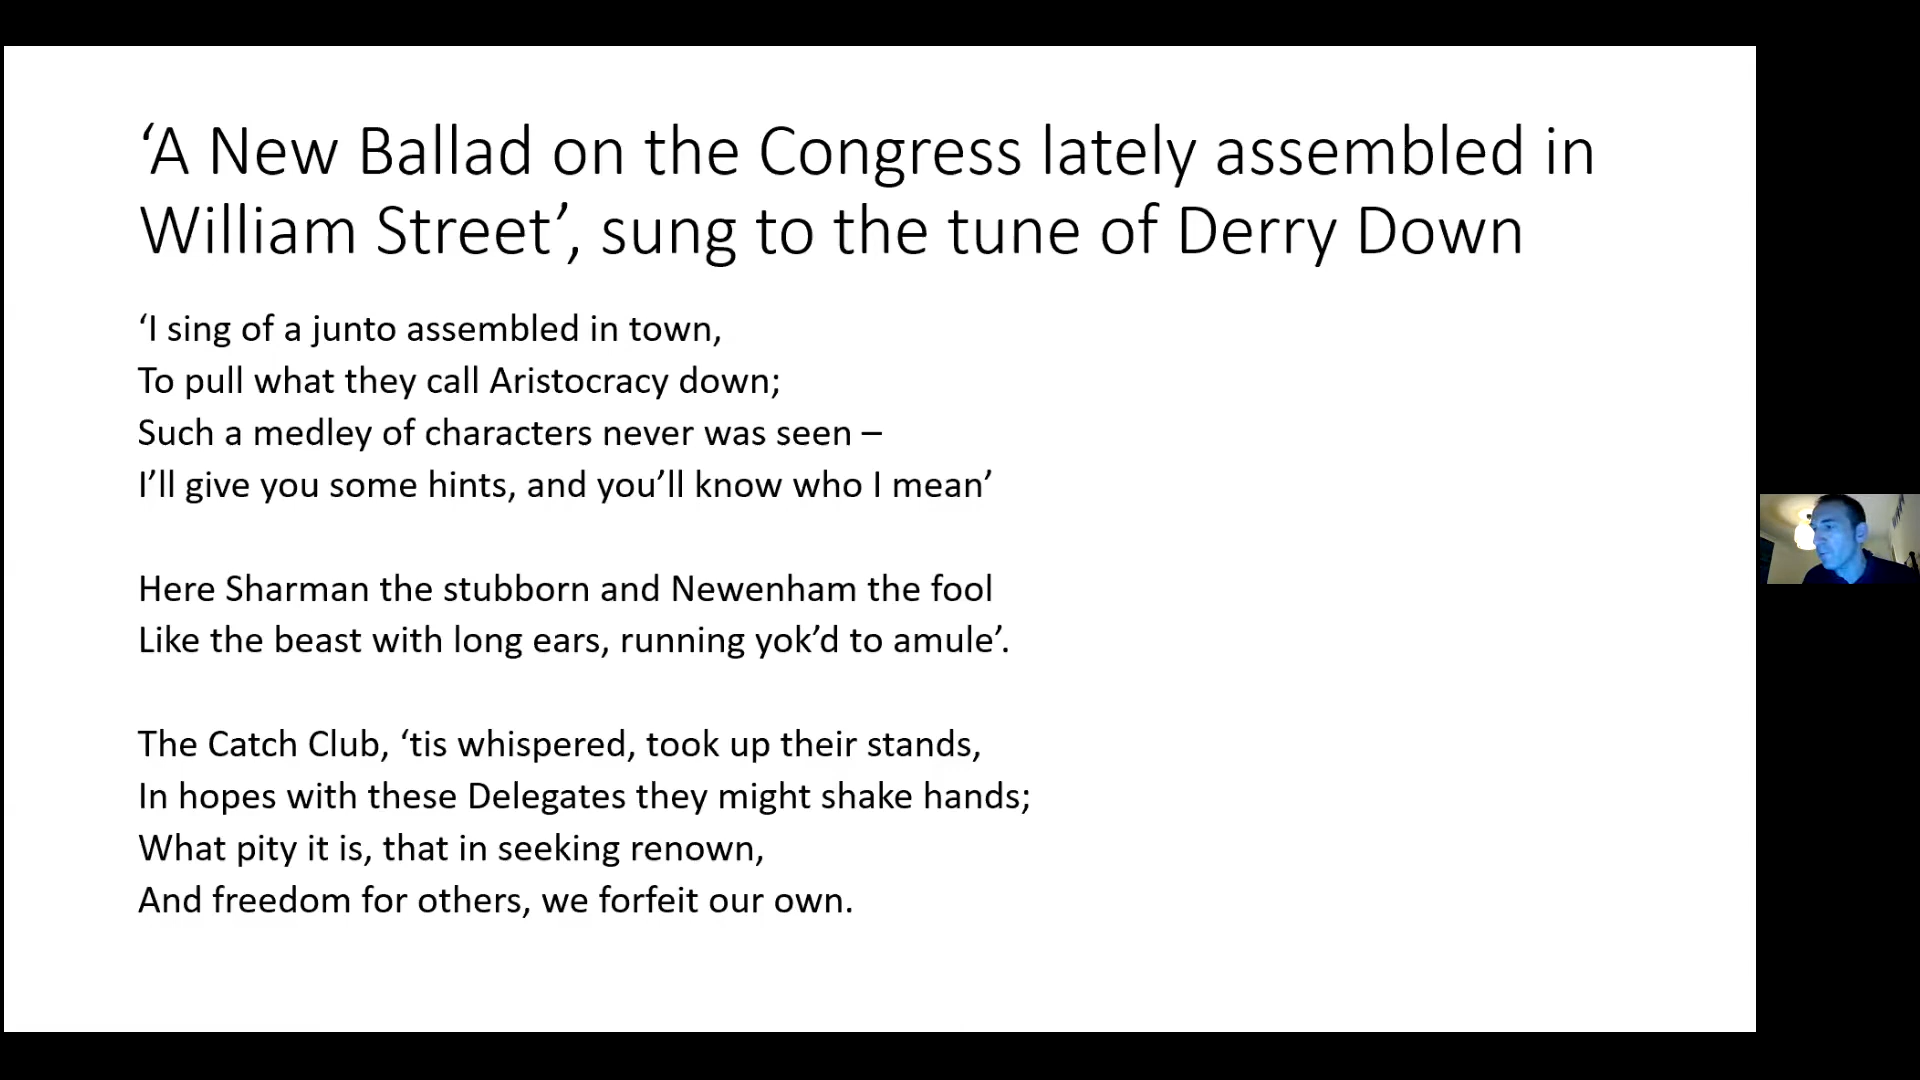 ‘A New Ballad on the Congress lately assembled in
William Street’, sung to the tune of Derry Down
‘I sing of a junto assembled in town,
To pull what they call Aristocracy down;
Such a medley of characters never was seen –
I’ll give you some hints, and you’ll know who I mean’
Here Sharman the stubborn and Newenham the fool
Like the beast with long ears, running yok’d to amule’.
The Catch Club, ‘tis whispered, took up their stands,
In hopes with these Delegates they might shake hands;
What pity it is, that in seeking renown,
And freedom for others, we forfeit our own.